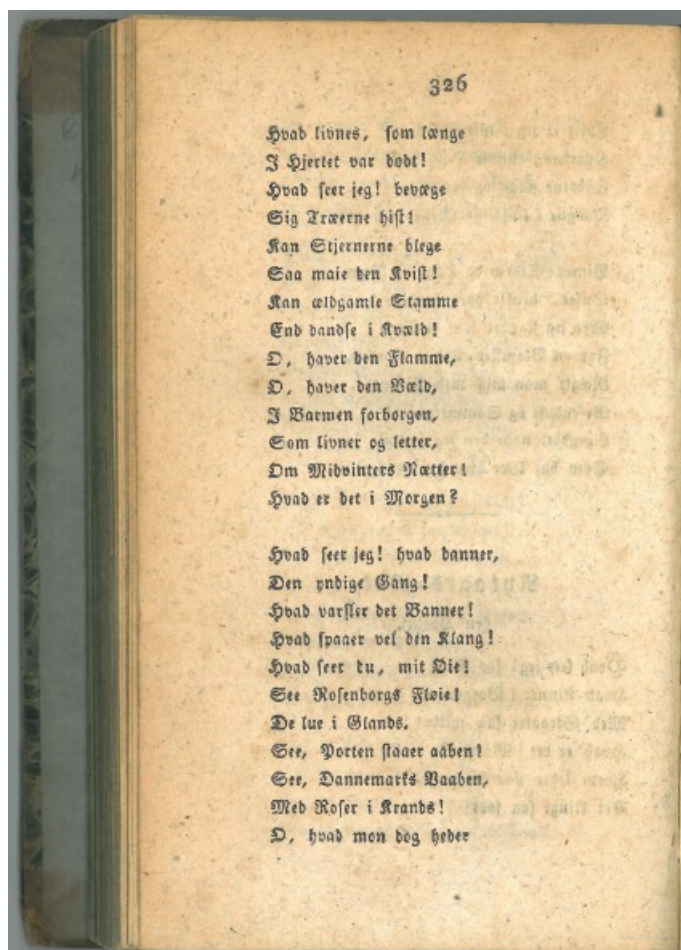 326
Hvad livnes, som længe
I Hjertet var dødt!
Hvad seer jeg! bevæge
Sig Træerne hist!
Kan Stjernerne blege
Saa maie den Kvist!
Kan ældgamle Stamme
End dandse i Kvæld!
O, haver den Flamme,
O, haver den Væld,
I Barmen forborgen,
Som livner og letter,
Om Midvinters Nætter!
Hvad er det i Morgen?
Hvad seer jeg! hvad danner,
Den yndige Gang!
Hvad varsler det Banner!
Hvad spaaer vel den Klang!
Hvad seer du, mit Øie!
See Rosenborgs Fløie!
De lue i Glands.
See, Porten staaer aaben!
See, Dannemarks Vaaben,
Med Roser i Krands!
O, hvad mon dog heder